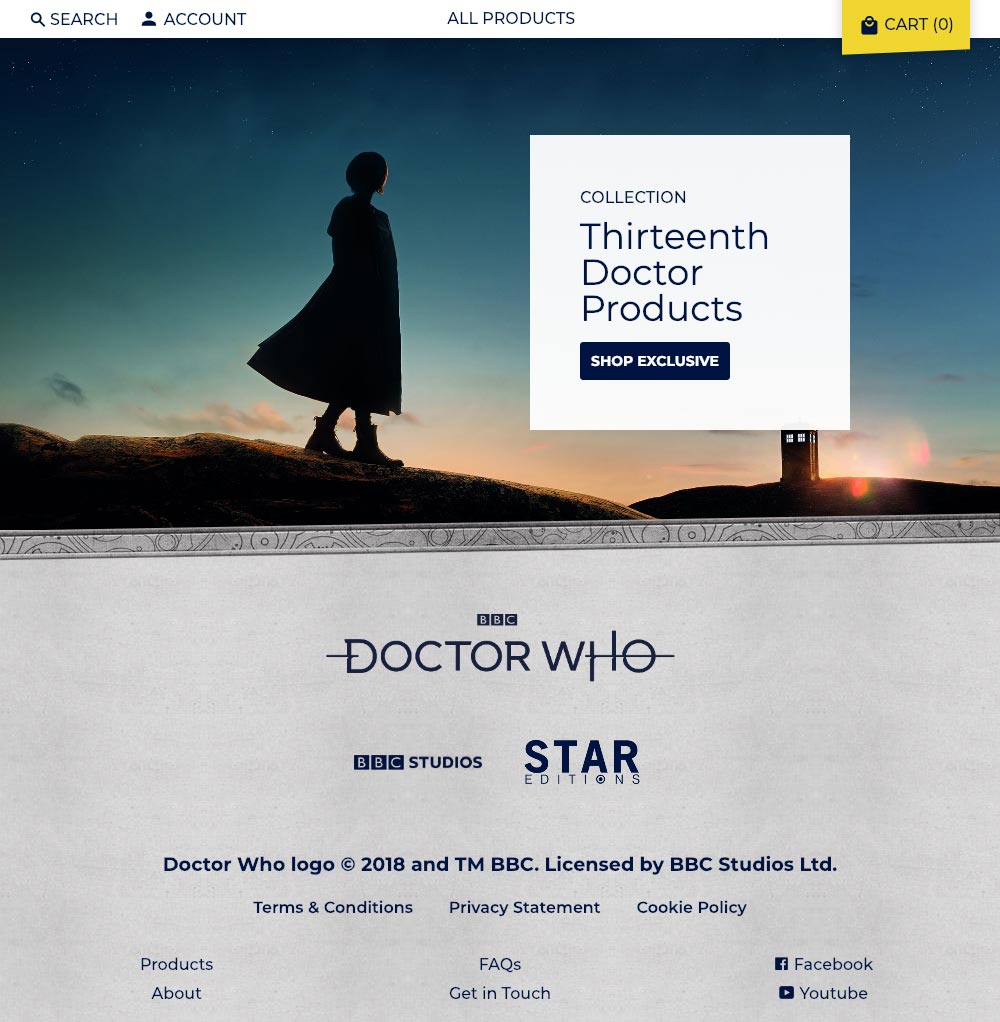 SEARCH ACCOUNT ALL PRODUCTS CART (0)
COLLECTION
Thirteenth
Doctor
Products
SHOP EXCLUSIVE
BBC
DOCTOR WHO
BBC STUDIOS
STAR
EDITIONS
Doctor Who logo © 2018 and TM BBC. Licensed by BBC Studios Ltd.
Terms & Conditions Privacy Statement Cookie Policy
Products FAQs Facebook
About Get in Touch Youtube